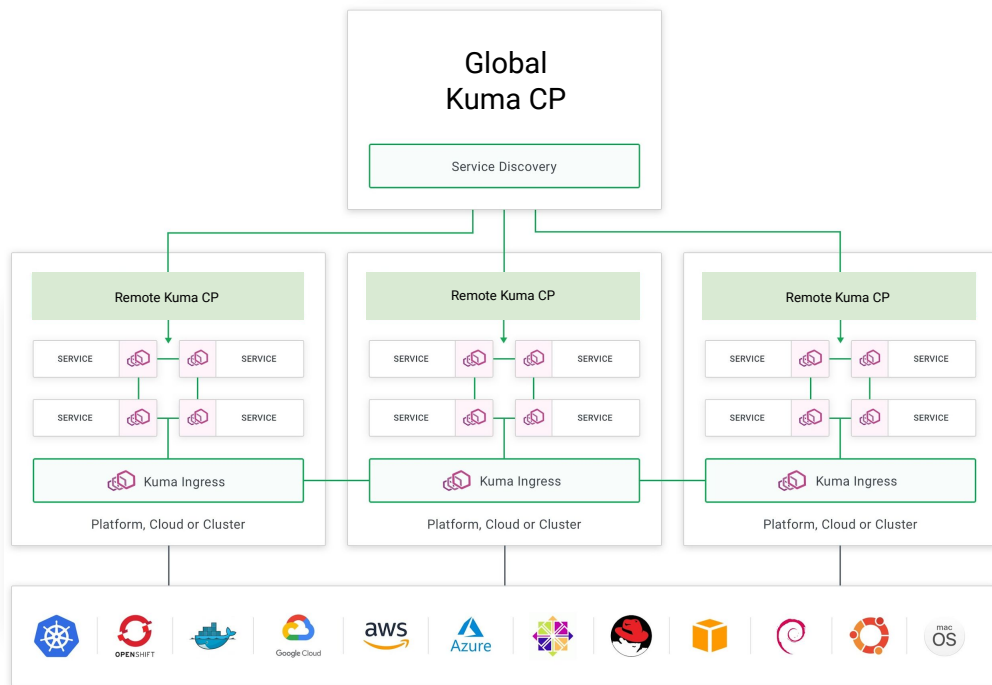 Global
Kuma CP
Service Discovery
Remote Kuma CP
SERVICE
SERVICE
SERVICE
SERVICE
Kuma Ingress
Platform, Cloud or Cluster
Remote Kuma CP
SERVICE
SERVICE
SERVICE
SERVICE
Kuma Ingress
Platform, Cloud or Cluster
Remote Kuma CP
SERVICE
SERVICE
SERVICE
SERVICE
Kuma Ingress
Platform, Cloud or Cluster
OPENSHIFT
Google Cloud
aws
Azure
mac
OS